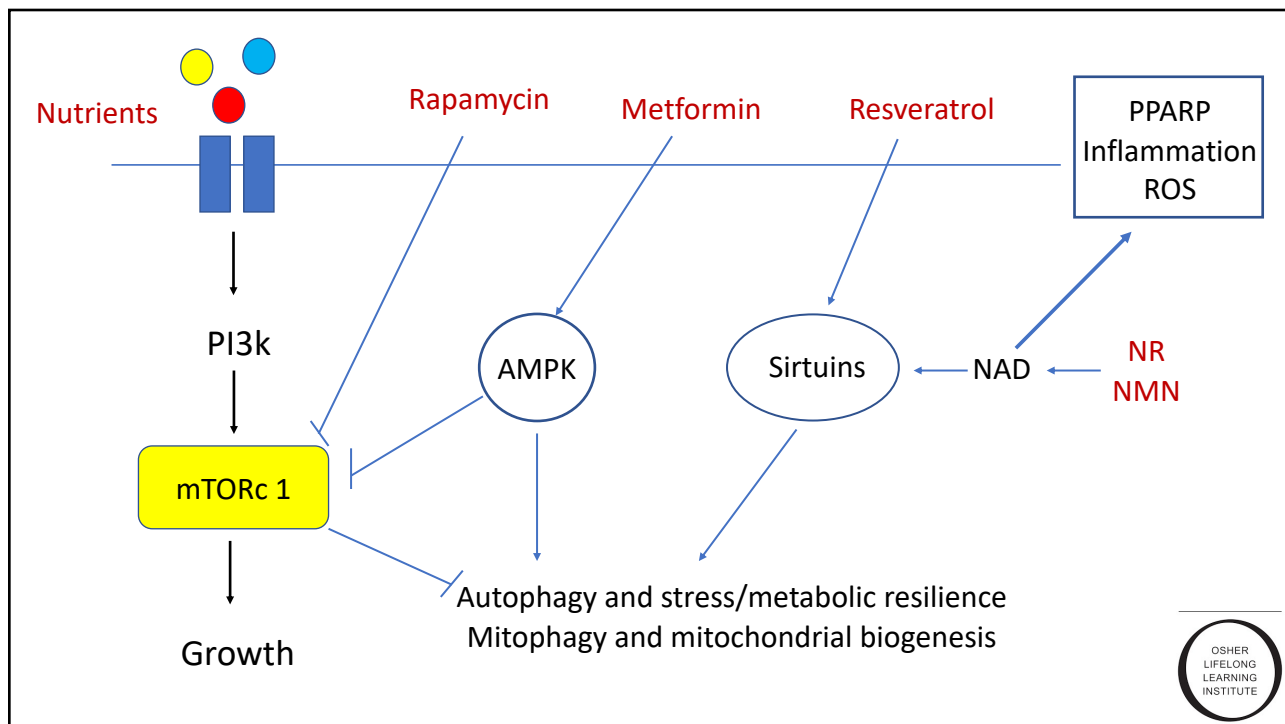 Nutrients
Rapamycin
Metformin
Resveratrol
PPARP
Inflammation
ROS
PI3k
AMPK
Sirtuins
NAD
NR
NMN
mTORc 1
Autophagy and stress/metabolic resilience
Mitophagy and mitochondrial biogenesis
Growth
OSHER
LIFELONG
LEARNING
INSTITUTE